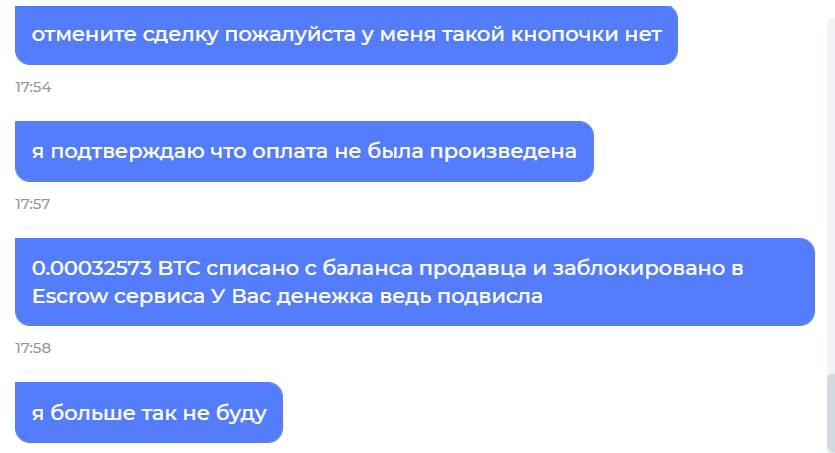 отмените сделку пожалуйста у меня такой кнопочки нет
17:54
я подтверждаю что оплата не была произведена
17:57
0.00032573 BTC списано с баланса продавца и заблокировано в
Escrow сервиса У Вас денежка ведь подвисла
17:58
я больше так не буду